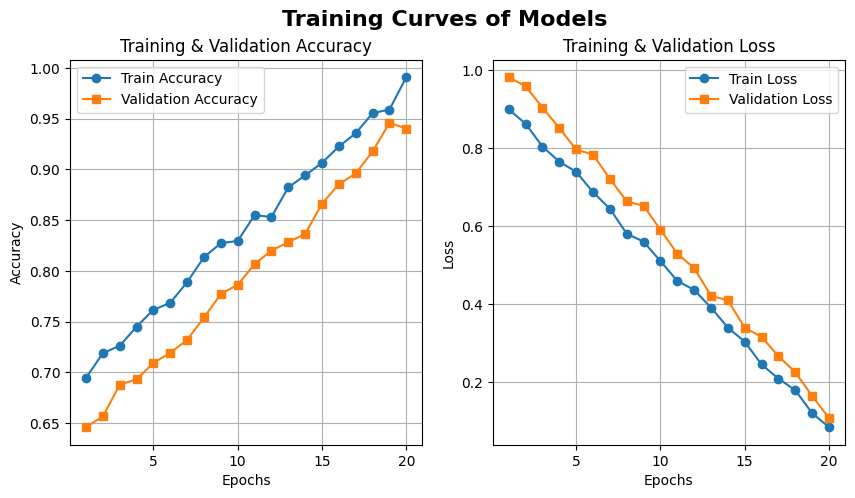 Training Curves of Models
Training & Validation Accuracy
Train Accuracy
Validation Accuracy
Accuracy
1.00
0.95
0.90
0.85
0.80
0.75
0.70
0.65
5
10
15
20
Epochs
Training & Validation Loss
Train Loss
Validation Loss
Loss
1.0
0.8
0.6
0.4
0.2
5
10
15
20
Epochs